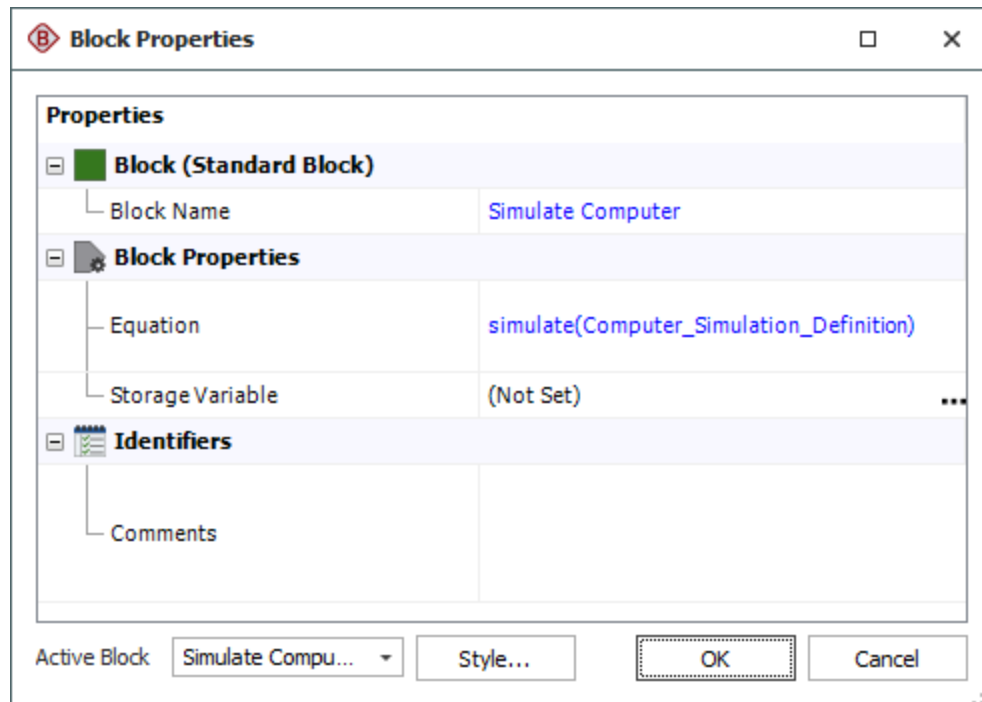 B Block Properties
Properties
Block (Standard Block)
Block Name Simulate Computer
Block Properties
Equation simulate(Computer_Simulation_Definition)
Storage Variable (Not Set) ...
Identifiers
Comments
Active Block Simulate Compu... Style... OK Cancel